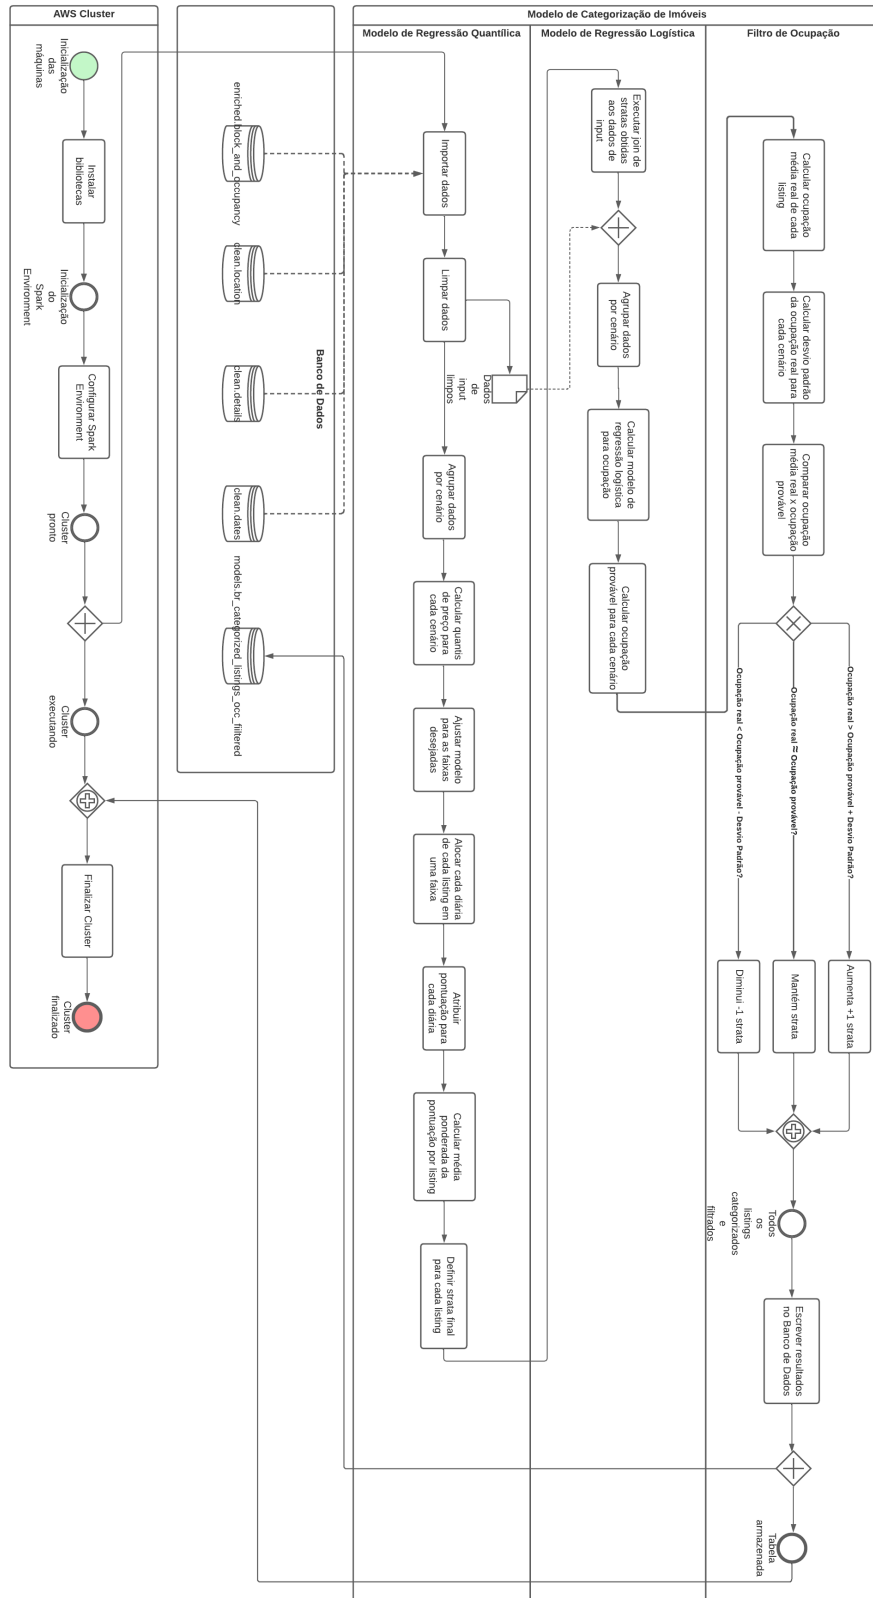 AWS Cluster
Inicialização
das
máquinas
Instalar
bibliotecas
Inicialização
do
Spark
Environment
Configurar Spark
Environment
Cluster
pronto
Cluster
executando
Finalizar Cluster
Cluster
finalizado
Banco de Dados
enriched.block_and_occupancy
clean.location
clean.details
clean.dates
models.br_categorized_listings_occ_fiiltered
Modelo de Categorização de Imóveis
Modelo de Regressão Quantílica
Importar dados
Limpar dados
Dados
de
input
limpos
Agrupar dados
por cenário
Calcular quantis
de preço para
cada cenário
Ajustar modelo
para as faixas
desejadas
Alocar cada diária
de cada listing em
uma faixa
Atribuir
pontuação para
cada diária
Calcular média
ponderada da
pontuação por listing
Definir strata final
para cada listing
Modelo de Regressão Logística
Executar join de
stratas obtidas
aos dados de
input
Agrupar dados
por cenário
Calcular modelo de
regressão logística
para ocupação
Calcular ocupação
provável para cada cenário
Filtro de Ocupação
Calcular ocupação
média real de cada
listing
Calcular desvio padrão
da ocupação real para
cada cenário
Comparar ocupação
média real x ocupação
provável
Ocupação real > Ocupação provável + Desvio Padrão?
Ocupação real ≈ Ocupação provável?
Ocupação real < Ocupação provável - Desvio Padrão?
Aumenta +1 strata
Mantém strata
Diminui -1 strata
Todos
os
listings
categorizados
e
filtrados
Escrever resultados
no Banco de Dados
Tabela
armazenada